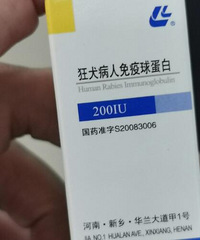 狂犬病人免疫球蛋白
Human Rabies Immunoglobulin
200IU
国药准字S20083006
河南·新乡·华兰大道甲1号
1A NO.1 HUALAN AVE., XINXIANG, HENAN